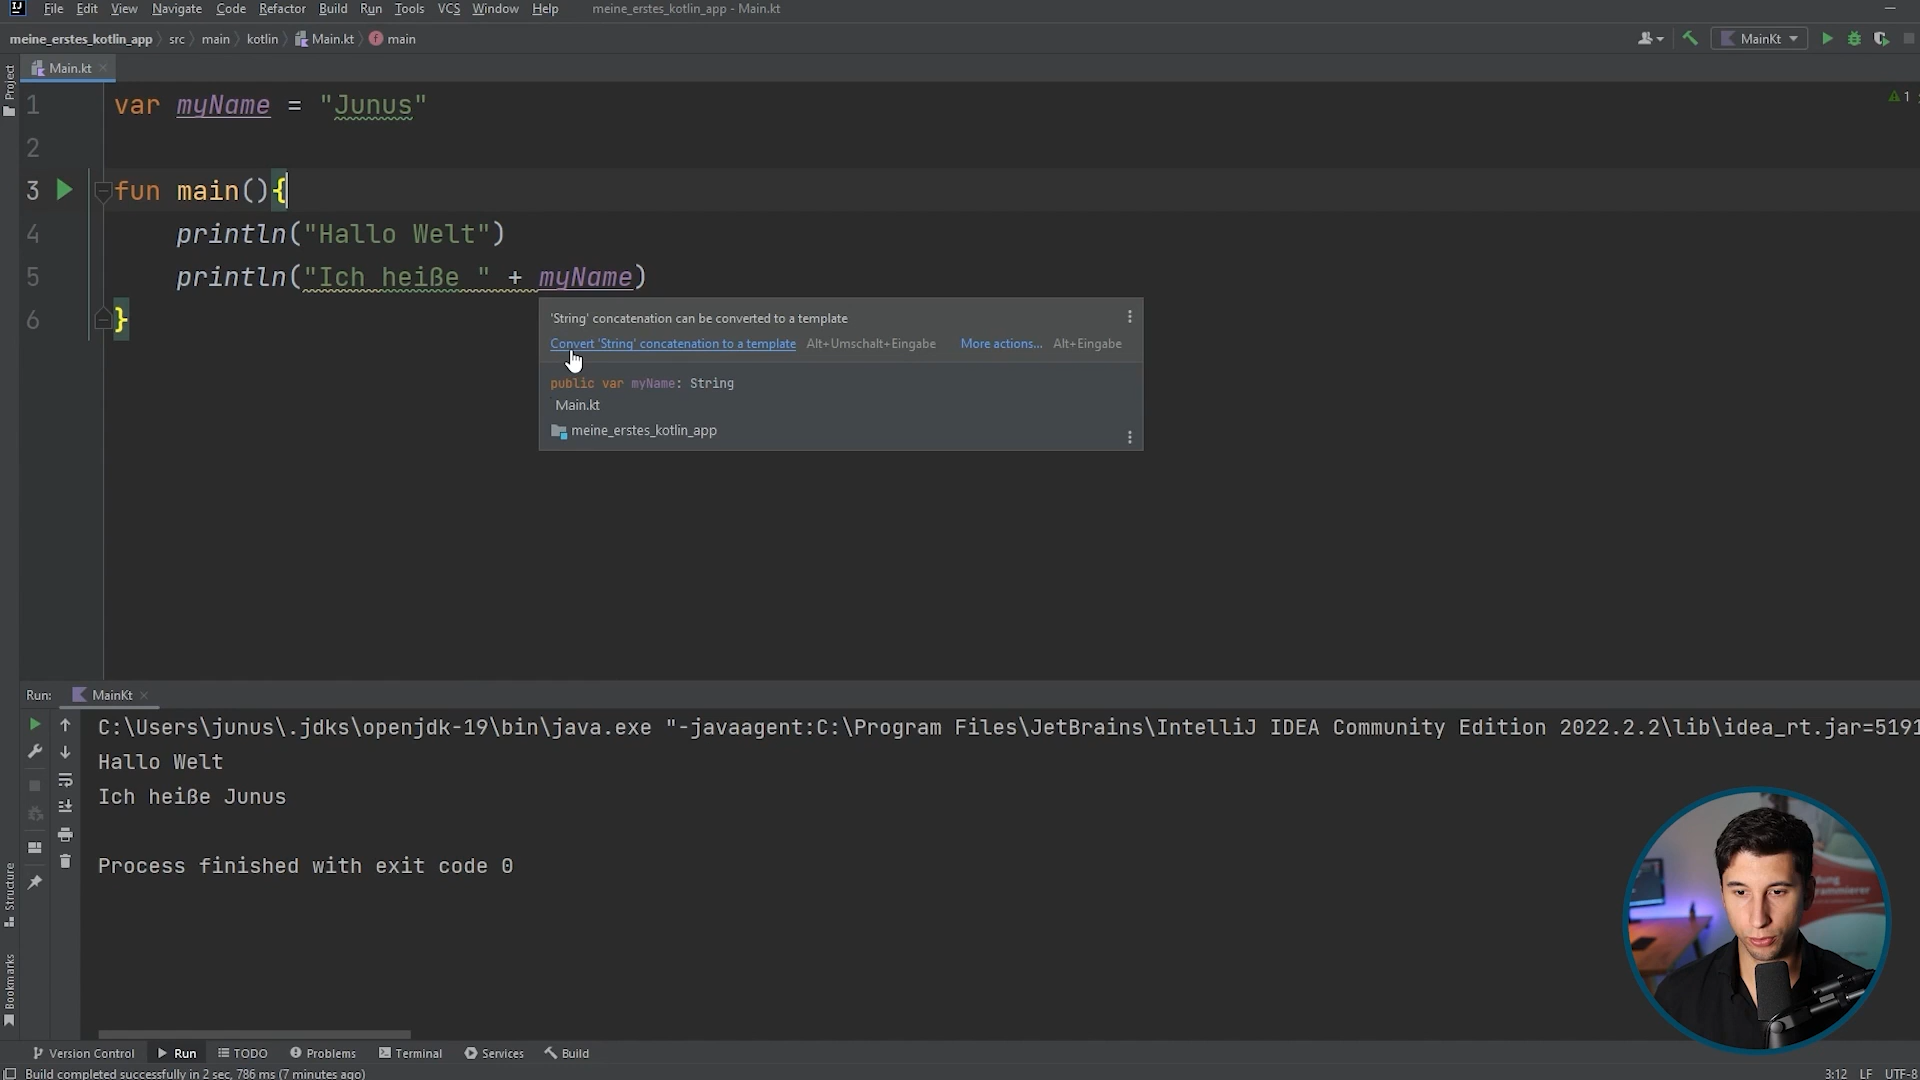 File Edit View Navigate Code Refactor Build Run Tools VCS Window Help meine_erstes_kotlin_app - Main.kt
meine_erstes_kotlin_app src main kotlin Main.kt main MainKt
Project
Main.kt
1 var myName = "Junus"
1
2
3 fun main(){
4 println("Hallo Welt")
5 println("Ich heiße " + myName)
6 }
'String' concatenation can be converted to a template
Convert 'String' concatenation to a template Alt+Umschalt+Eingabe More actions... Alt+Eingabe
public var myName: String
Main.kt
meine_erstes_kotlin_app
Run: MainKt
C:\Users\junus\.jdks\openjdk-19\bin\java.exe "-javaagent:C:\Program Files\JetBrains\IntelliJ IDEA Community Edition 2022.2.2\lib\idea_rt.jar=5191
Hallo Welt
Ich heiße Junus
Process finished with exit code 0
Structure
Bookmarks
Version Control Run TODO Problems Terminal Services Build
Build completed successfully in 2 sec, 786 ms (7 minutes ago) 3:12 LF UTF-8